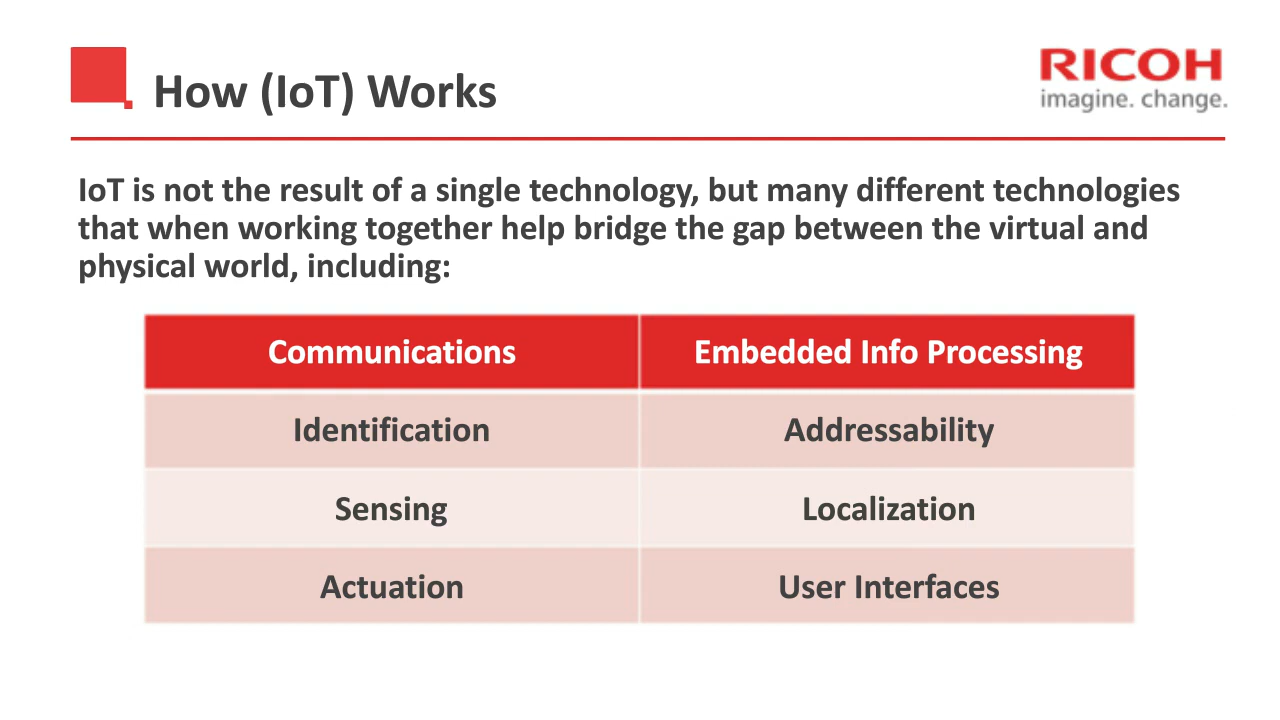 How (IoT) Works
RICOH
imagine. change.
IoT is not the result of a single technology, but many different technologies
that when working together help bridge the gap between the virtual and
physical world, including:
Communications
Embedded Info Processing
Identification
Addressability
Sensing
Localization
Actuation
User Interfaces